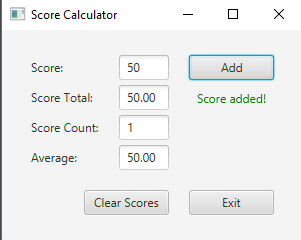 Score Calculator
Score: 50 Add
Score Total: 50.00 Score added!
Score Count: 1
Average: 50.00
Clear Scores Exit